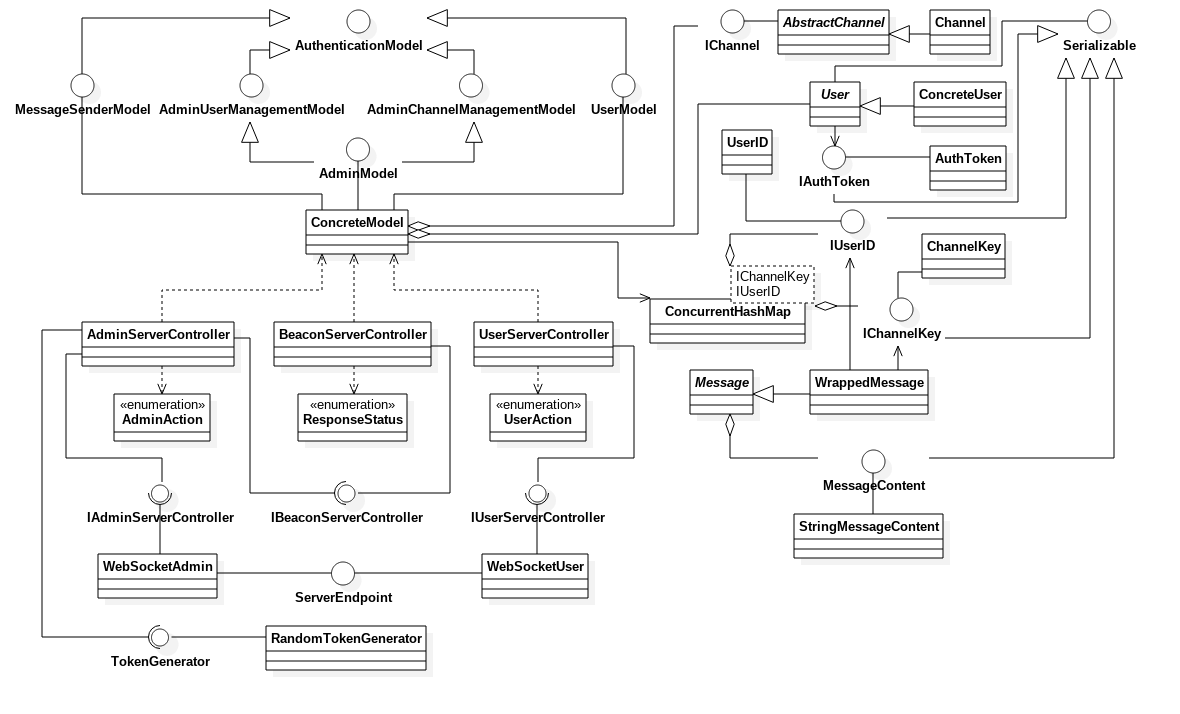 AbstractChannel
Channel
AuthenticationModel
IChannel
Serializable
MessageSenderModel
AdminUserManagementModel
AdminChannelManagementModel
UserModel
User
ConcreteUser
UserID
AuthToken
AdminModel
IAuthToken
ConcreteModel
IUserID
ChannelKey
IChannelKey
IUserID
ConcurrentHashMap
AdminServerController
BeaconServerController
UserServerController
IChannelKey
Message
WrappedMessage
«enumeration»
AdminAction
«enumeration»
ResponseStatus
«enumeration»
UserAction
MessageContent
IAdminServerController
IBeaconServerController
IUserServerController
StringMessageContent
WebSocketAdmin
WebSocketUser
ServerEndpoint
RandomTokenGenerator
TokenGenerator